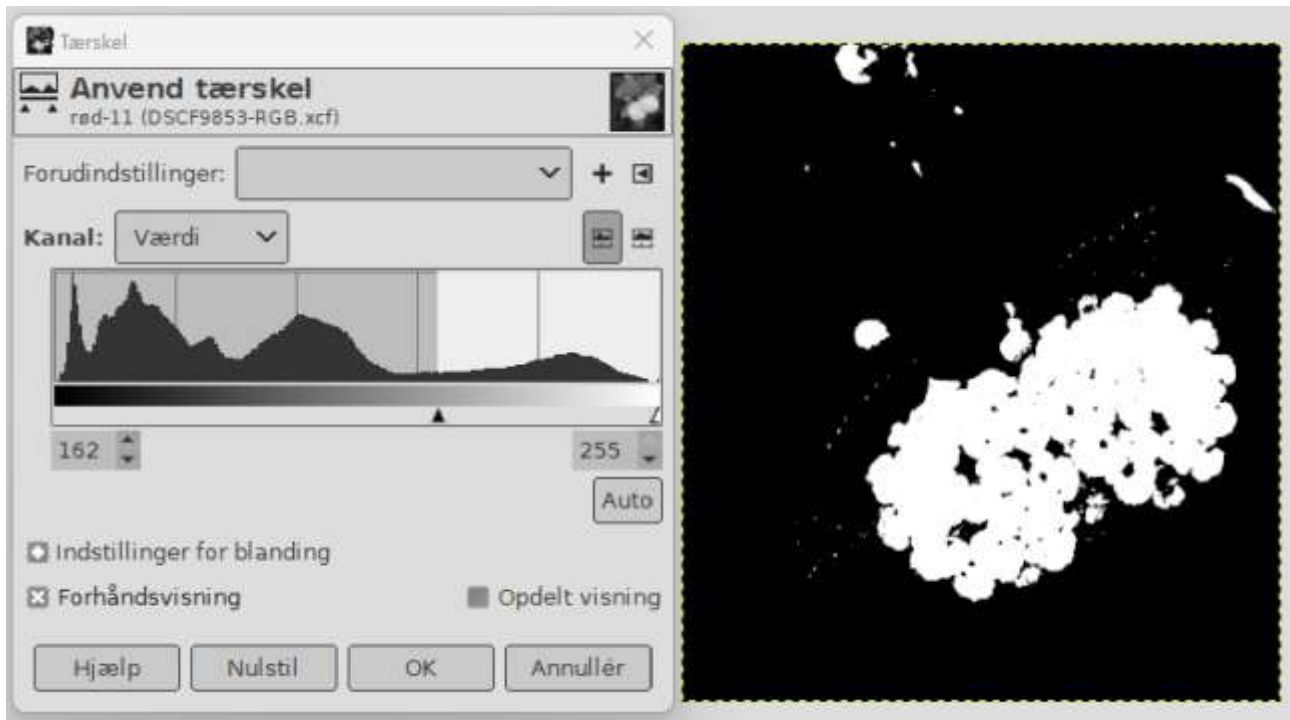 Tærskel
Anvend tærskel
rød-11 (DSCF9853-RGB.xcf)
Forudindstillinger:
Kanal: Værdi
162 255
Auto
Indstillinger for blanding
Forhåndsvisning Opdelt visning
Hjælp Nulstil OK Annullér